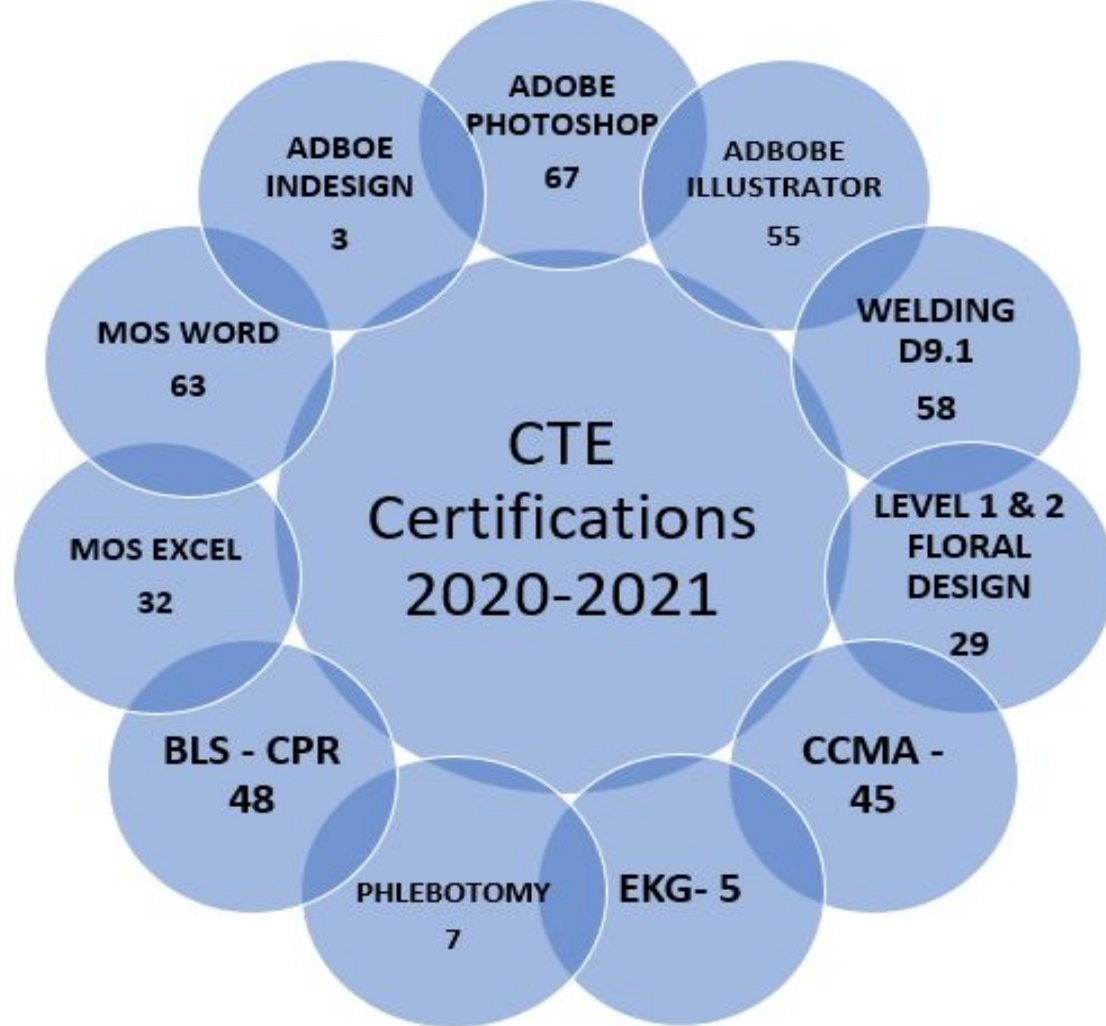 CTE
Certifications
2020-2021
ADOBE
PHOTOSHOP
67
ADBOBE
ILLUSTRATOR
55
WELDING
D9.1
58
LEVEL 1 & 2
FLORAL
DESIGN
29
CCMA -
45
EKG- 5
PHLEBOTOMY
7
BLS - CPR
48
MOS EXCEL
32
MOS WORD
63
ADBOE
INDESIGN
3